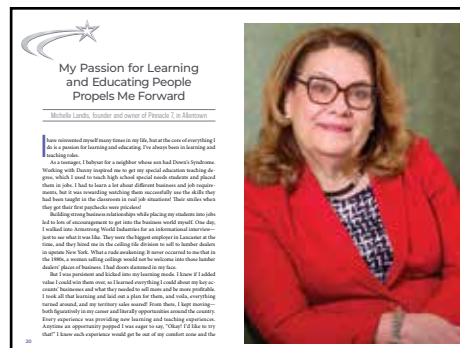 My Passion for Learning
and Educating People
Propels Me Forward
Michelle Landis, founder and owner of Pinnacle 7, in Allentown
I have reinvented myself many times in my life, but at the core of everything I
do is a passion for learning and educating. I've always been in learning and
teaching roles.
As a teenager, I babysat for a neighbor whose son had Down's Syndrome.
Working with Danny inspired me to get my special education teaching de-
gree, which I used to teach high school special needs students and placed
them in jobs. I had to learn a lot about different business and job require-
ments, but it was rewarding watching them successfully use the skills they
had been taught in the classroom in real job situations! Their smiles when
they got their first paychecks were priceless!
Building strong business relationships while placing my students into jobs
led to lots of encouragement to get into the business world myself. One day,
I walked into Armstrong World Industries for an informational interview—
just to see what it was like. They were the biggest employer in Lancaster at the
time, and they hired me in the ceiling tile division to sell to lumber dealers
in upstate New York. What a rude awakening! It never occurred to me that in
the 1980s, a woman selling ceilings would not be welcome into these lumber
dealers' places of business. I had doors slammed in my face.
But I was persistent and kicked into my learning mode. I knew if I added
value I could win them over, so I learned everything I could about my key ac-
counts' businesses and what they needed to sell more and be more profitable.
I took all that learning and laid out a plan for them, and voila, everything
turned around, and my territory sales soared! From there, I kept moving—
both figuratively in my career and literally opportunities around the country.
Every experience was providing new learning and teaching experiences.
Anytime an opportunity popped I was eager to say, "Okay! I'd like to try
that!" I knew each experience would get me out of my comfort zone and the
20